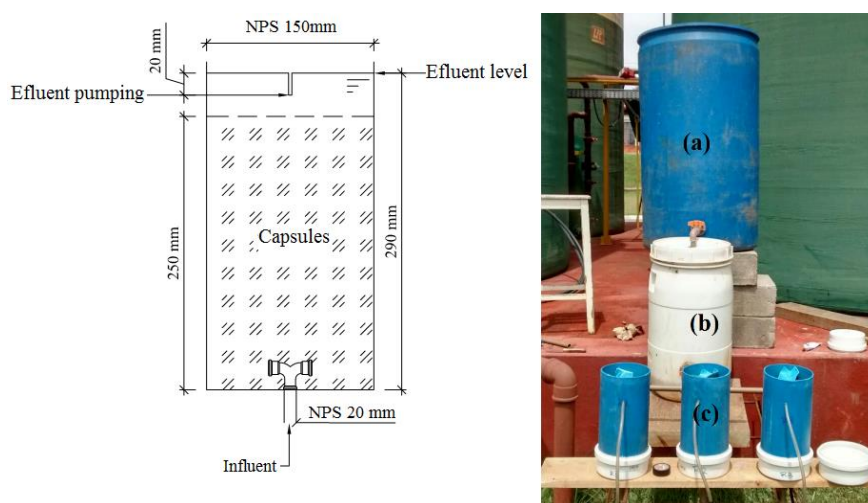 NPS 150mm
20 mm
Efluent level
Efluent pumping
Capsules
250 mm
290 mm
NPS 20 mm
Influent
(a)
(b)
(c)